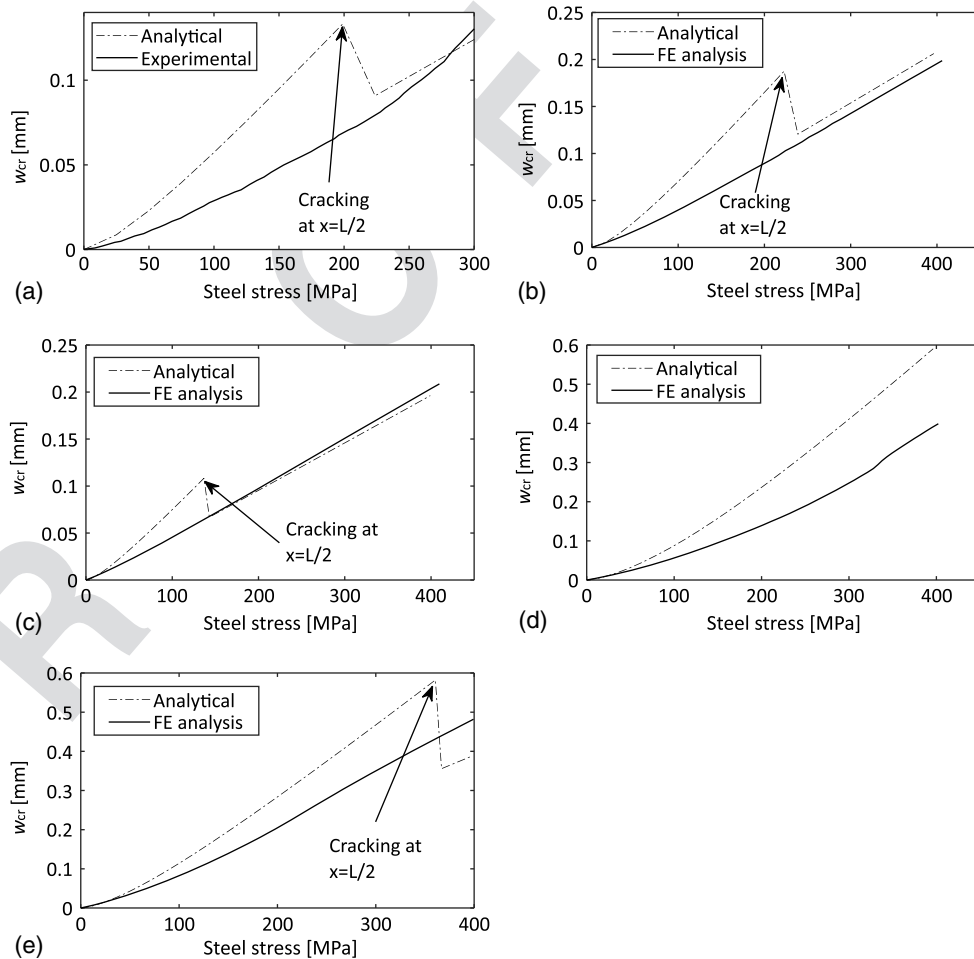 Analytical
Experimental
0.1
0.05
0
wcr [mm]
Cracking
at x=L/2
0 50 100 150 200 250 300
Steel stress [MPa]
(a)
Analytical
FE analysis
0.25
0.2
0.15
0.1
0.05
0
wcr [mm]
Cracking
at x=L/2
0 100 200 300 400
Steel stress [MPa]
(b)
Analytical
FE analysis
0.25
0.2
0.15
0.1
0.05
0
wcr [mm]
Cracking at
x=L/2
0 100 200 300 400
Steel stress [MPa]
(c)
Analytical
FE analysis
0.6
0.5
0.4
0.3
0.2
0.1
0
wcr [mm]
0 100 200 300 400
Steel stress [MPa]
(d)
Analytical
FE analysis
0.6
0.5
0.4
0.3
0.2
0.1
0
wcr [mm]
Cracking at
x=L/2
0 100 200 300 400
Steel stress [MPa]
(e)